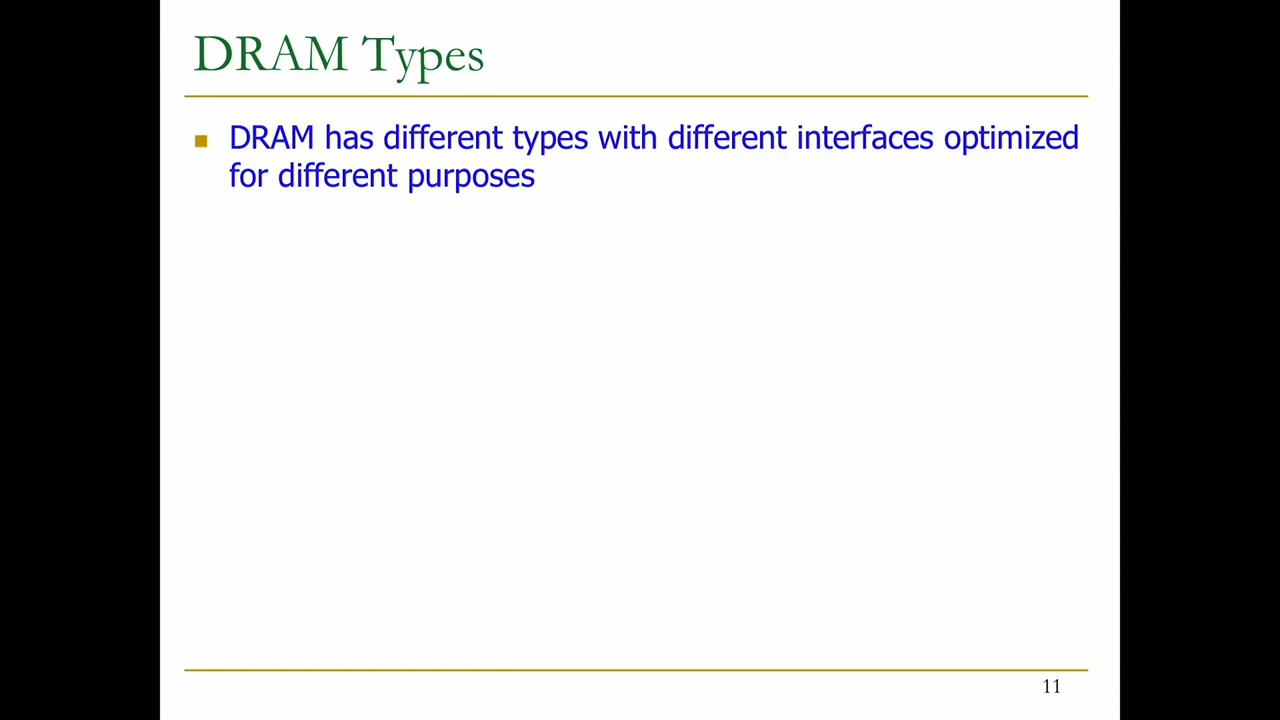 DRAM Types
DRAM has different types with different interfaces optimized
for different purposes
11